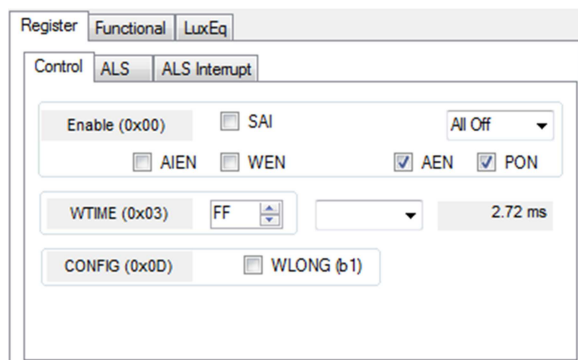 Register Functional LuxEq
Control ALS ALS Interrupt
Enable (0x00) SAI All Off
AIEN WEN AEN PON
WTIME (0x03) FF 2.72 ms
CONFIG (0x0D) WLONG (b1)